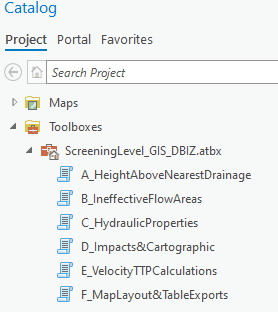 Catalog
Project Portal Favorites
Search Project
Maps
Toolboxes
ScreeningLevel_GIS_DBIZ.atbx
A_HeightAboveNearestDrainage
B_IneffectiveFlowAreas
C_HydraulicProperties
D_Impacts&Cartographic
E_VelocityTTPCalculations
F_MapLayout&TableExports